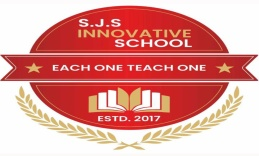 S.J.S
INNOVATIVE
SCHOOL
EACH ONE TEACH ONE
ESTD. 2017